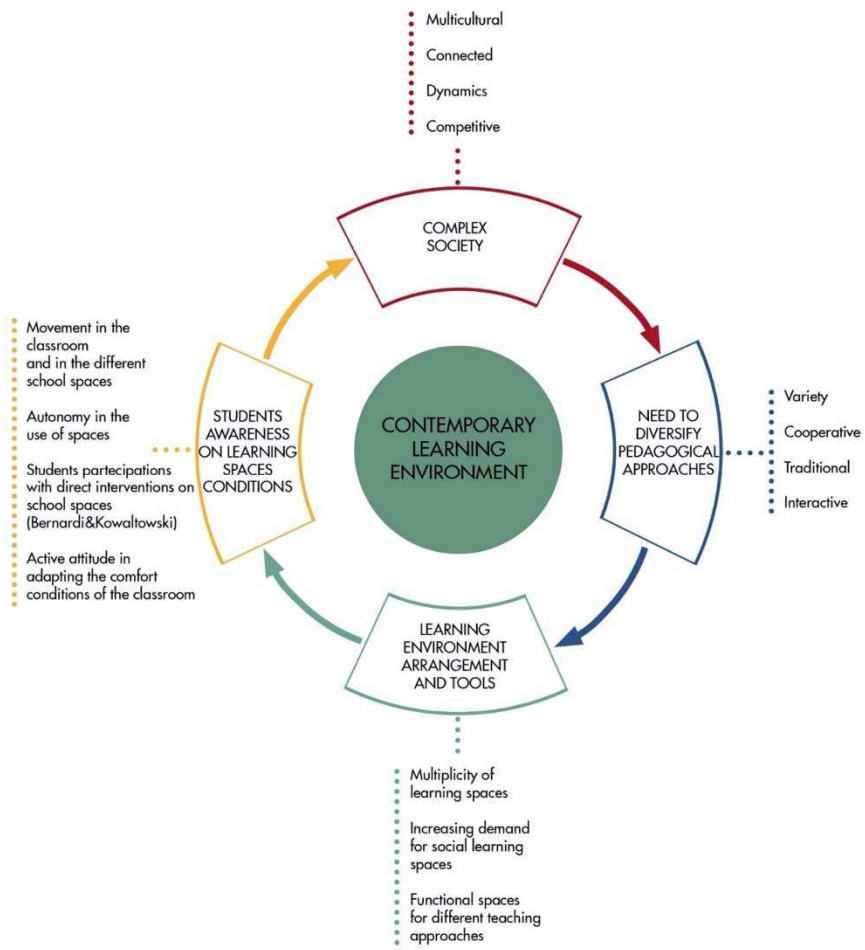 Multicultural
Connected
Dynamics
Competitive
COMPLEX
SOCIETY
Movement in the
classroom
and in the different
school spaces
Autonomy in the
use of spaces
Students partecipations
with direct interventions on
school spaces
(Bernardi&Kowaltowski)
Active attitude in
adapting the comfort
conditions of the classroom
STUDENTS
AWARENESS
ON LEARNING
SPACES
CONDITIONS
CONTEMPORARY
LEARNING
ENVIRONMENT
NEED TO
DIVERSIFY
PEDAGOGICAL
APPROACHES
Variety
Cooperative
Traditional
Interactive
LEARNING
ENVIRONMENT
ARRANGEMENT
AND TOOLS
Multiplicity of
learning spaces
Increasing demand
for social learning
spaces
Functional spaces
for different teaching
approaches